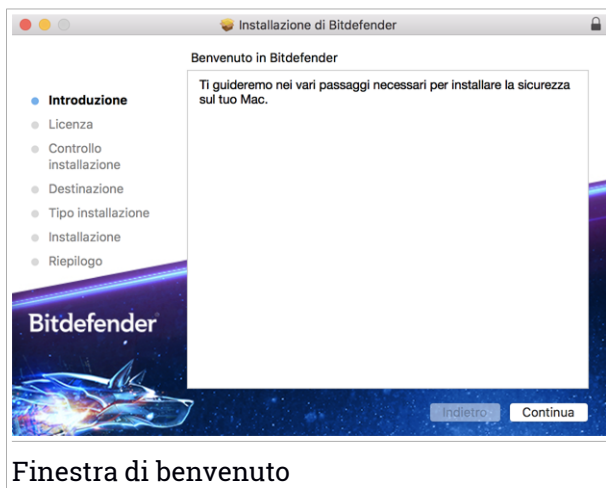 Installazione di Bitdefender
Benvenuto in Bitdefender
Introduzione
Licenza
Controllo
installazione
Destinazione
Tipo installazione
Installazione
Riepilogo
Ti guideremo nei vari passaggi necessari per installare la sicurezza
sul tuo Mac.
Bitdefender
Indietro
Continua
Finestra di benvenuto